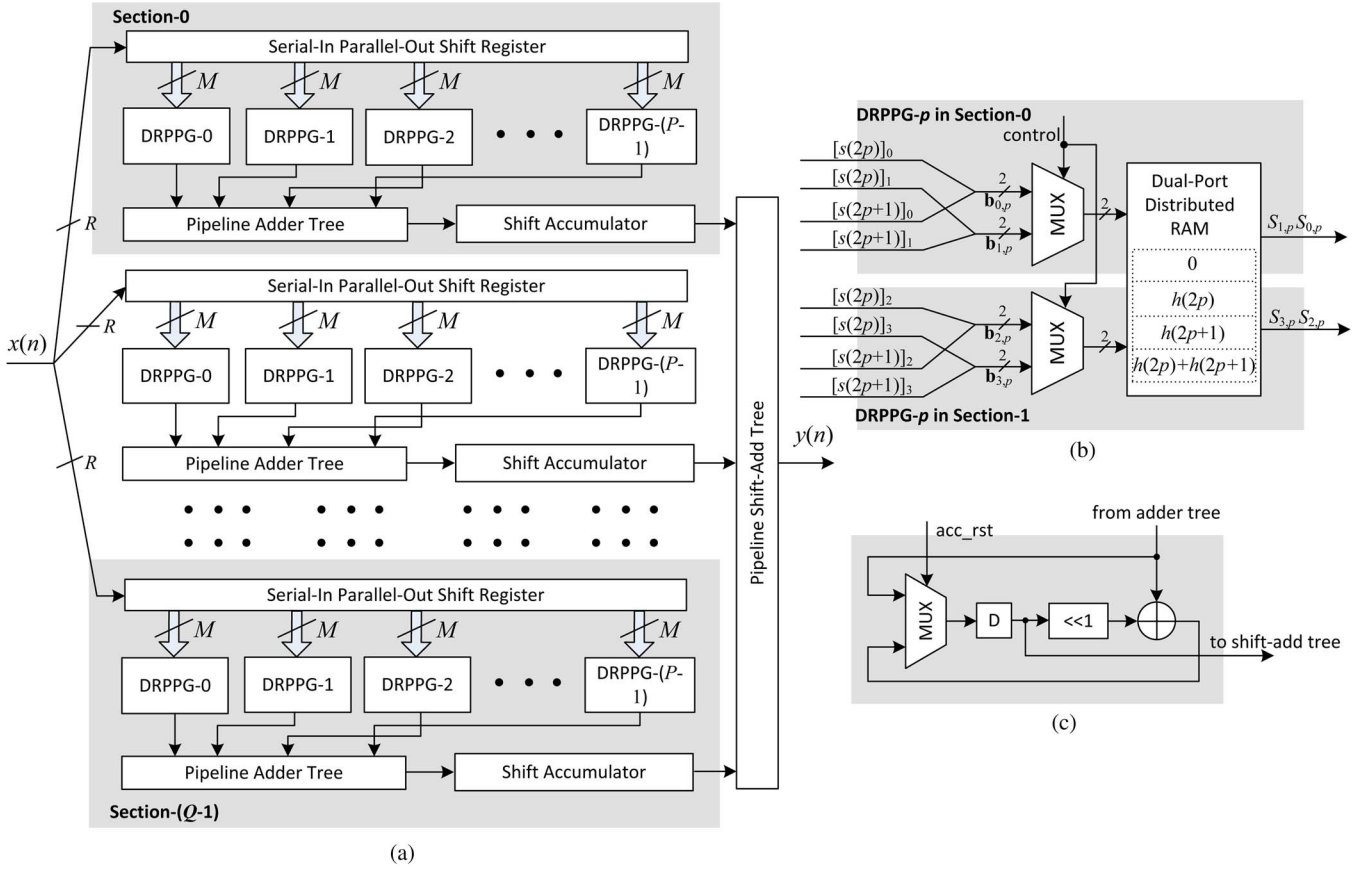 Section-0
Serial-In Parallel-Out Shift Register
M M M M
DRPPG-0 DRPPG-1 DRPPG-2 DRPPG-(P-1)
R
Pipeline Adder Tree Shift Accumulator
Serial-In Parallel-Out Shift Register
R
M M M M
x(n)
DRPPG-0 DRPPG-1 DRPPG-2 DRPPG-(P-1)
R
Pipeline Adder Tree Shift Accumulator
Serial-In Parallel-Out Shift Register
M M M M
DRPPG-0 DRPPG-1 DRPPG-2 DRPPG-(P-1)
Pipeline Adder Tree Shift Accumulator
Section-(Q-1)
Pipeline Shift-Add Tree
y(n)
(a)
DRPPG-p in Section-0
control
[s(2p)]0
[s(2p)]1
[s(2p+1)]0
[s(2p+1)]1
2
b0,p
2
b1,p
MUX
2
Dual-Port
Distributed
RAM
0
h(2p)
h(2p+1)
h(2p)+h(2p+1)
S1,p S0,p
[s(2p)]2
[s(2p)]3
[s(2p+1)]2
[s(2p+1)]3
2
b2,p
2
b3,p
MUX
2
S3,p S2,p
DRPPG-p in Section-1
(b)
acc_rst
from adder tree
MUX
D
<<1
to shift-add tree
(c)